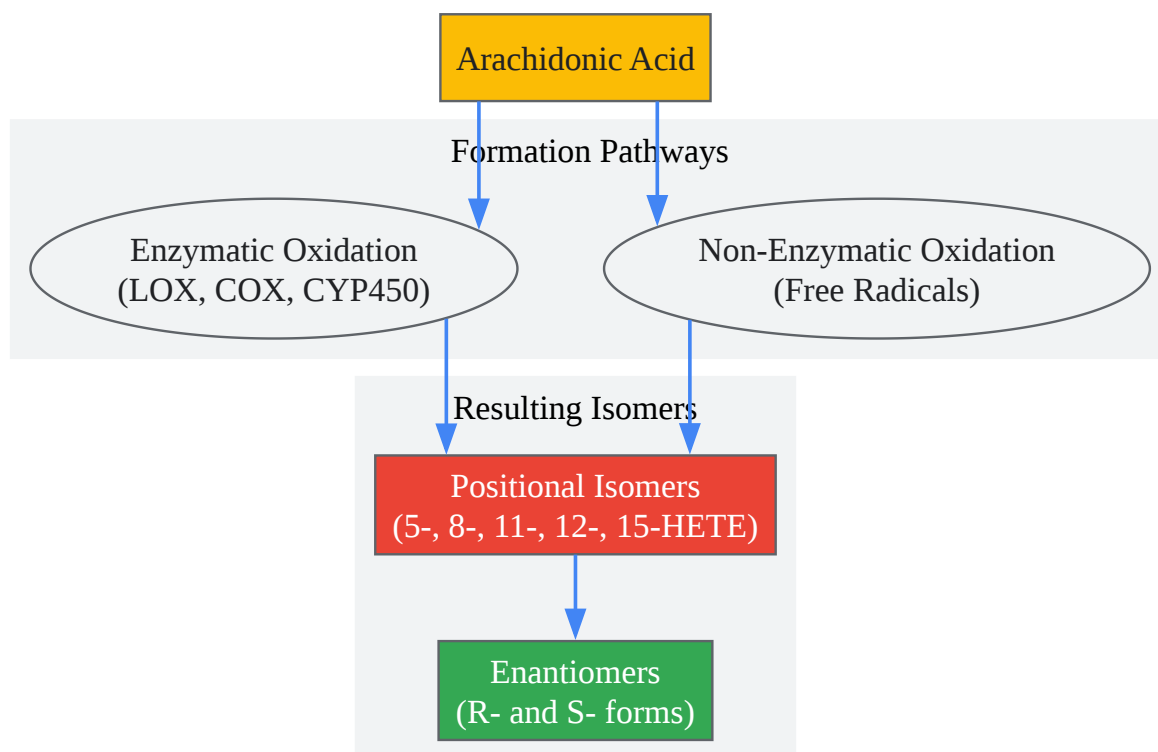 Arachidonic Acid
Formation Pathways
Enzymatic Oxidation
(LOX, COX, CYP450)
Non-Enzymatic Oxidation
(Free Radicals)
Resulting Isomers
Positional Isomers
(5-, 8-, 11-, 12-, 15-HETE)
Enantiomers
(R- and S- forms)